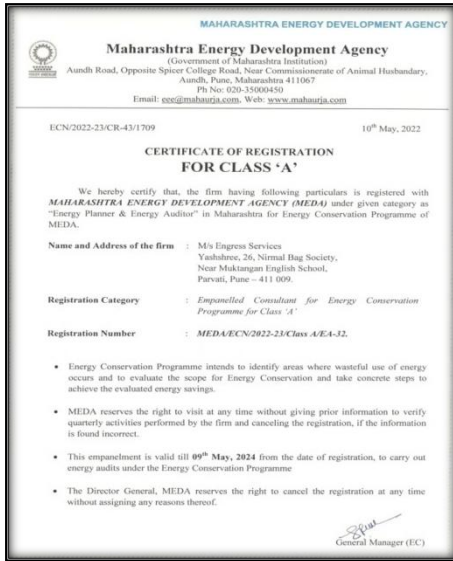 MAHARASHTRA ENERGY DEVELOPMENT AGENCY
Maharashtra Energy Development Agency
(Government of Maharashtra Institution)
Aundh Road, Opposite Spicer College Road, Near Commissionerate of Animal Husbandary,
Aundh, Pune, Maharashtra 411067
Ph No: 020-35000450
Email: eee@mahaurja.com, Web: www.mahaurja.com
ECN/2022-23/CR-43/1709 10th May, 2022
CERTIFICATE OF REGISTRATION
FOR CLASS ‘A’
We hereby certify that, the firm having following particulars is registered with
MAHARASHTRA ENERGY DEVELOPMENT AGENCY (MEDA) under given category as
“Energy Planner & Energy Auditor” in Maharashtra for Energy Conservation Programme of
MEDA.
Name and Address of the firm : M/s Engress Services
Yashshree, 26, Nirmal Bag Society,
Near Muktangan English School,
Parvati, Pune – 411 009.
Registration Category : Empanelled Consultant for Energy Conservation
Programme for Class ‘A’
Registration Number : MEDA/ECN/2022-23/Class A/EA-32.
• Energy Conservation Programme intends to identify areas where wasteful use of energy
occurs and to evaluate the scope for Energy Conservation and take concrete steps to
achieve the evaluated energy savings.
• MEDA reserves the right to visit at any time without giving prior information to verify
quarterly activities performed by the firm and canceling the registration, if the information
is found incorrect.
• This empanelment is valid till 09th May, 2024 from the date of registration, to carry out
energy audits under the Energy Conservation Programme
• The Director General, MEDA reserves the right to cancel the registration at any time
without assigning any reasons thereof.
General Manager (EC)